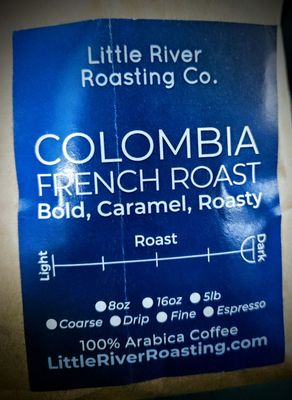 Little River
Roasting Co.
COLOMBIA
FRENCH ROAST
Bold, Caramel, Roasty
Roast
Light
Dark
8oz 16oz 5lb
Coarse Drip Fine Espresso
100% Arabica Coffee
LittleRiverRoasting.com